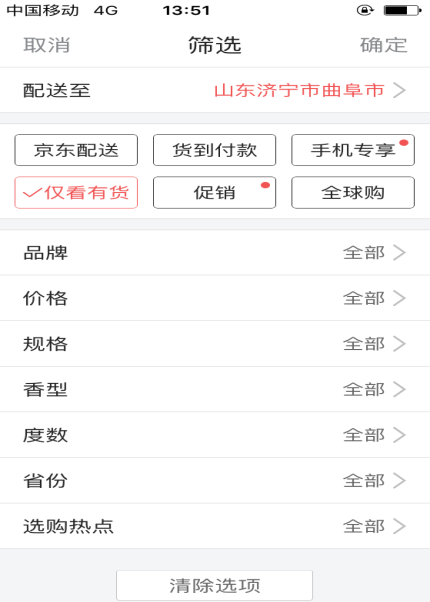 中国移动 4G 13:51
取消 筛选 确定
配送至 山东济宁市曲阜市
京东配送 货到付款 手机专享
仅看有货 促销 全球购
品牌 全部
价格 全部
规格 全部
香型 全部
度数 全部
省份 全部
选购热点 全部
清除选项